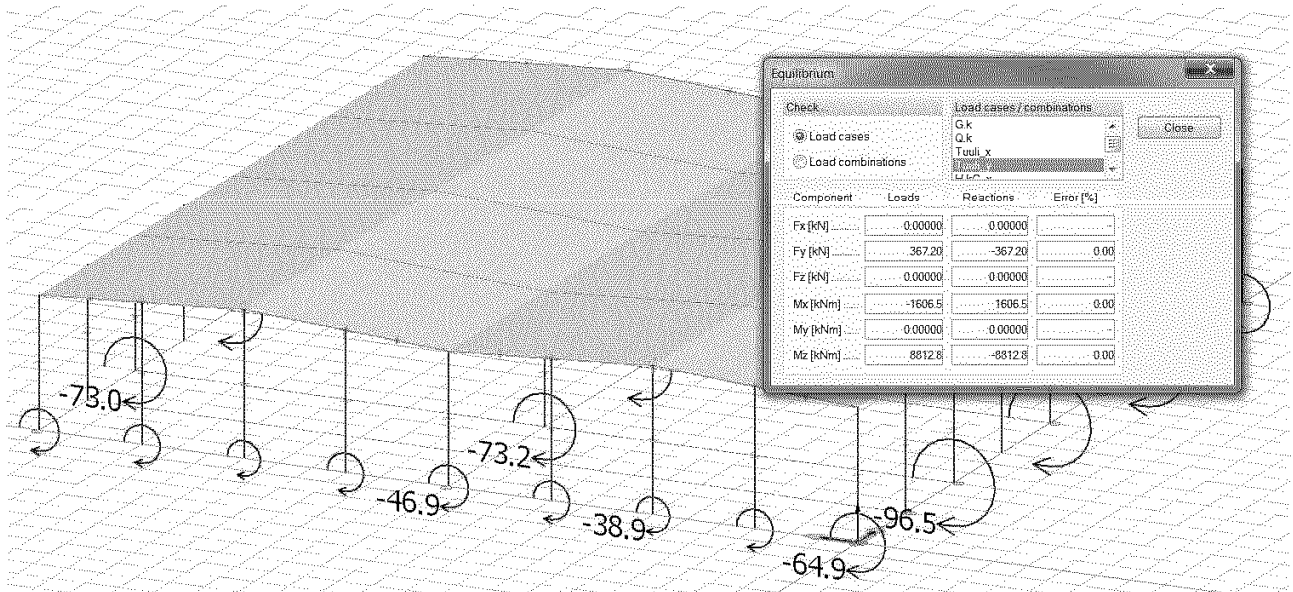 Equilibrium
Check
Load cases / combinations
Load cases
Load combinations
G.k
Q.k
Tuuli_x
Close
Component Loads Reactions Error [%]
Fx [kN] 0.00000 0.00000 -
Fy [kN] 367.20 -367.20 0.00
Fz [kN] 0.00000 0.00000 -
Mx [kNm] -1606.5 1606.5 0.00
My [kNm] 0.00000 0.00000
Mz [kNm] 8812.8 -8812.8 0.00
-73.0
-73.2
-46.9
-38.9
-96.5
-64.9